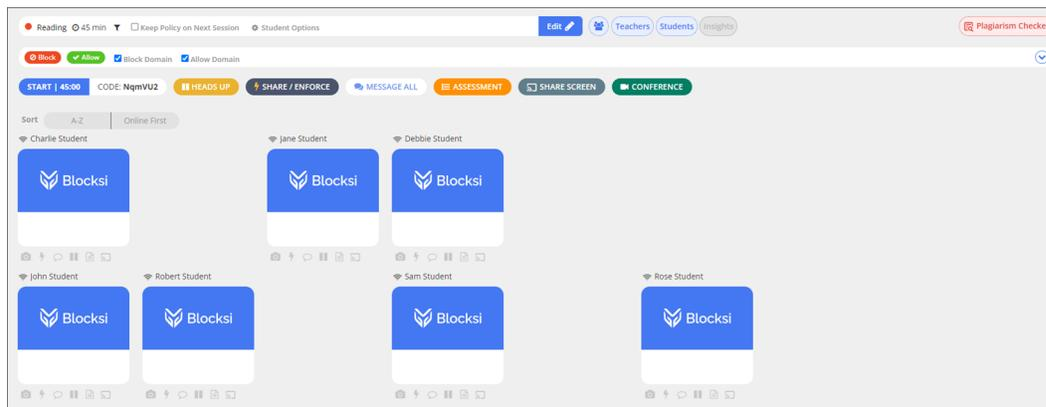 Reading 45 min Keep Policy on Next Session Student Options Edit Teachers Students Insights Plagiarism Checke
Block Allow Block Domain Allow Domain
START | 45:00 CODE: NqmVU2 HEADS UP SHARE / ENFORCE MESSAGE ALL ASSESSMENT SHARE SCREEN CONFERENCE
Sort A-Z Online First
Charlie Student Jane Student Debbie Student
Blocksi Blocksi Blocksi
John Student Robert Student Sam Student Rose Student
Blocksi Blocksi Blocksi Blocksi